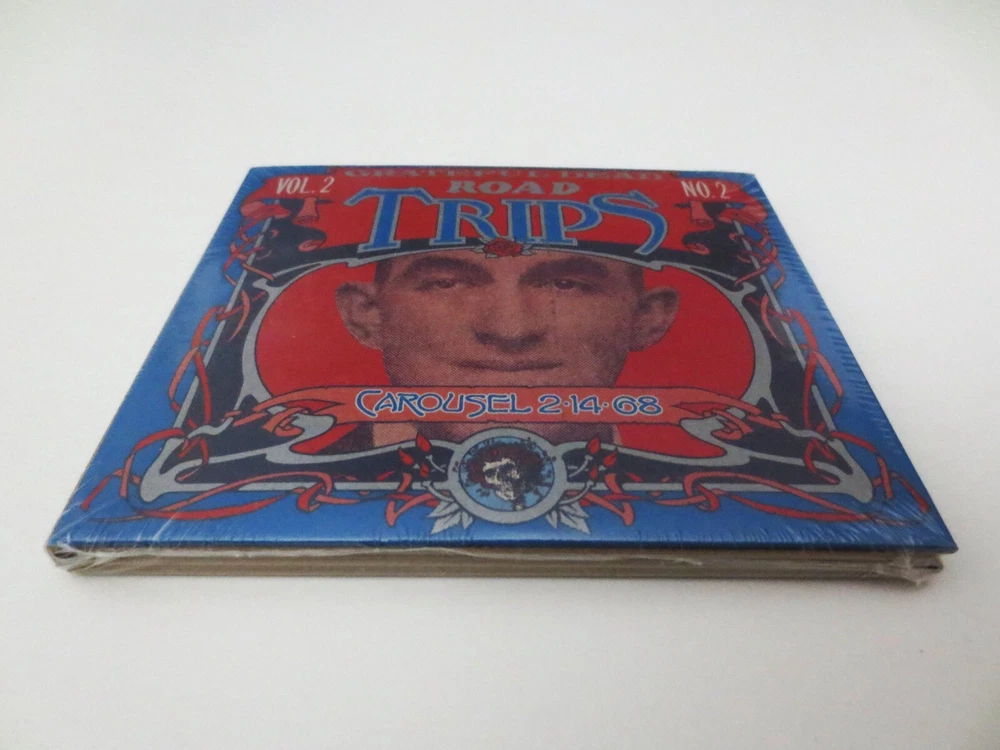 GRATEFUL DEAD
VOL. 2
ROAD
NO. 2
TRIPS
CAROUSEL 2·14·68